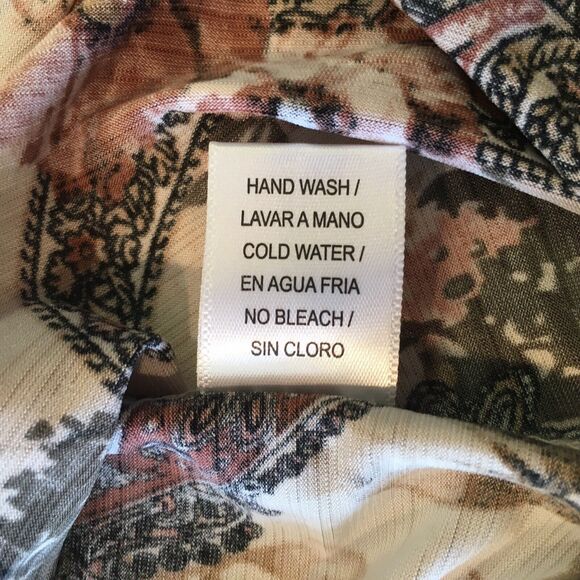 HAND WASH /
LAVAR A MANO
COLD WATER /
EN AGUA FRIA
NO BLEACH /
SIN CLORO